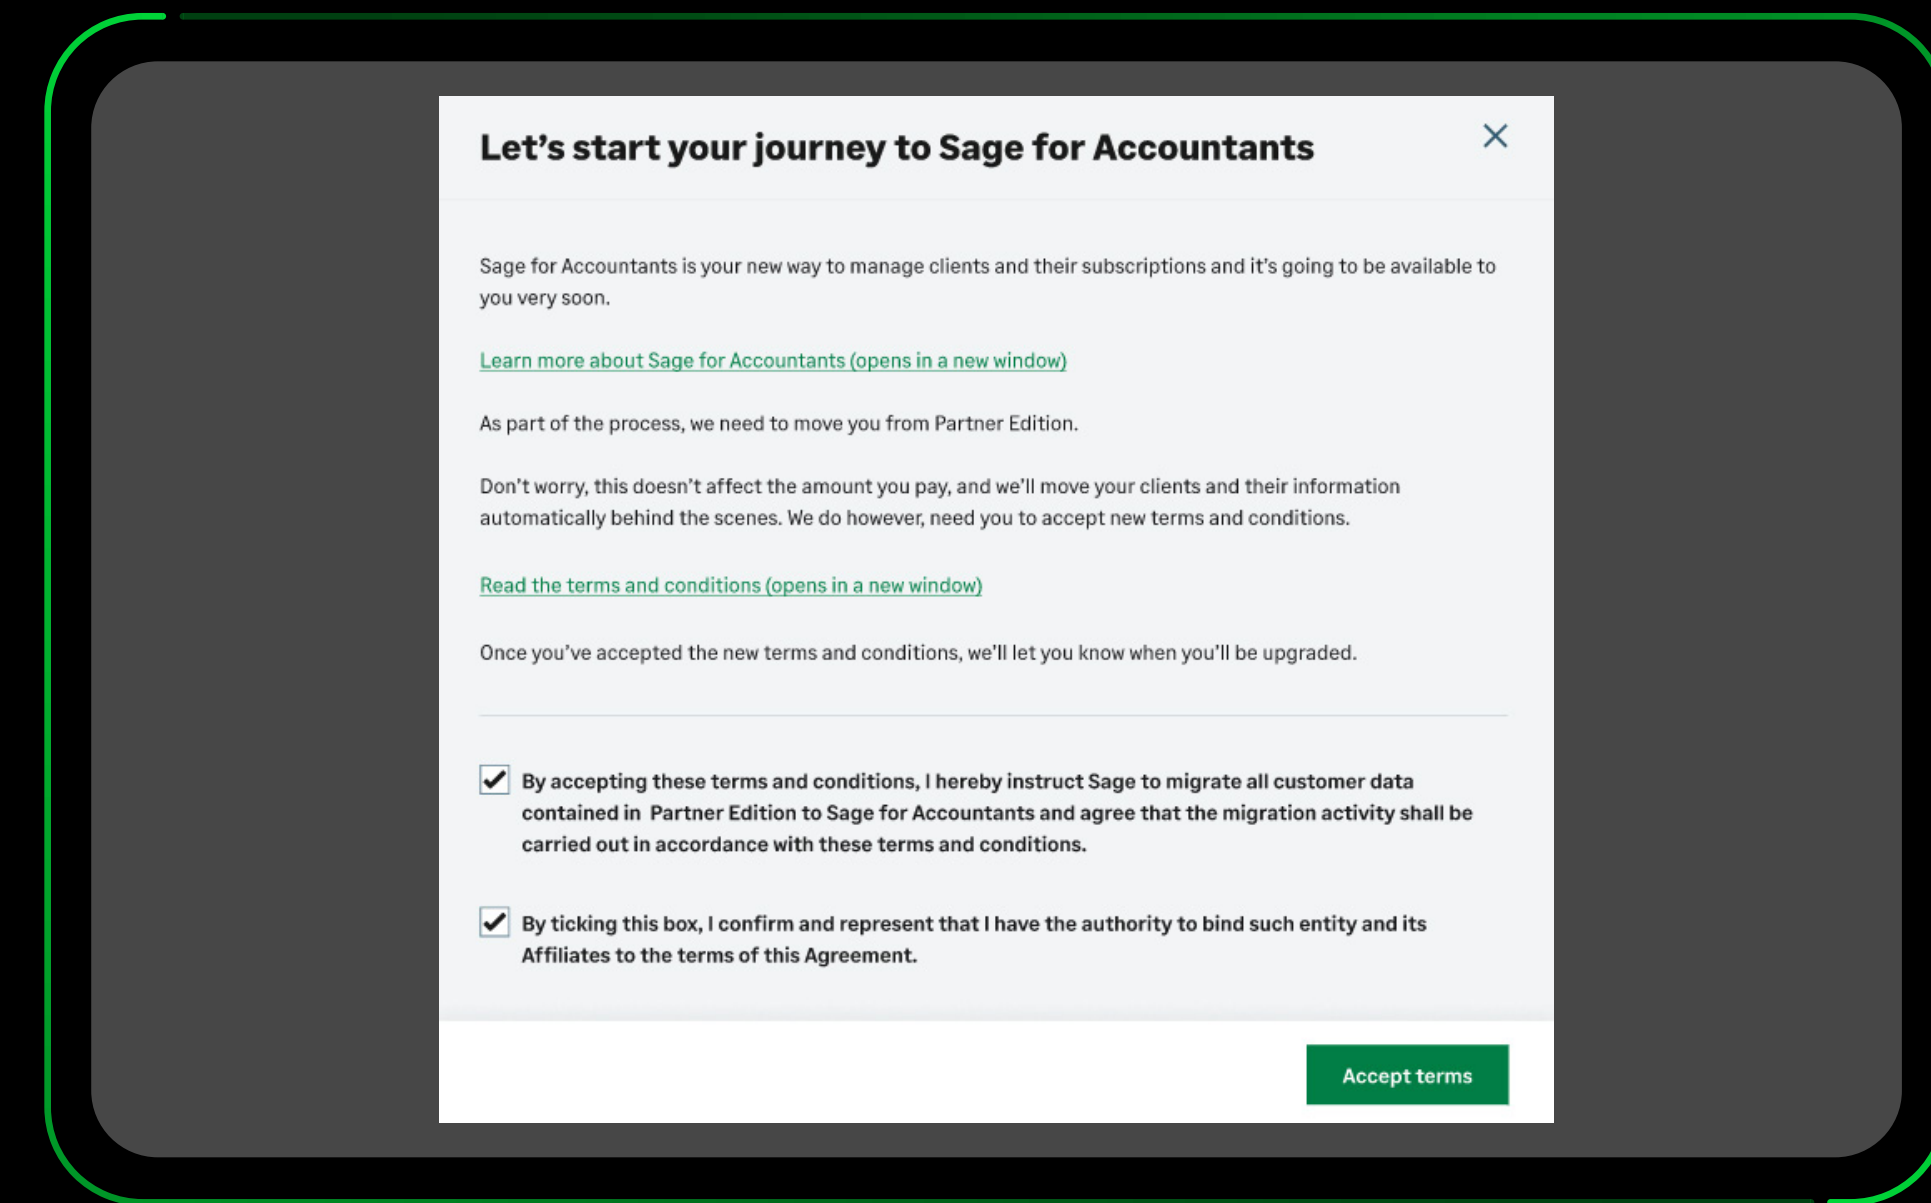 Let's start your journey to Sage for Accountants
Sage for Accountants is your new way to manage clients and their subscriptions and it's going to be available to
you very soon.
Learn more about Sage for Accountants (opens in a new window)
As part of the process, we need to move you from Partner Edition.
Don't worry, this doesn't affect the amount you pay, and we'll move your clients and their information
automatically behind the scenes. We do however, need you to accept new terms and conditions.
Read the terms and conditions (opens in a new window)
Once you've accepted the new terms and conditions, we'll let you know when you'll be upgraded.
By accepting these terms and conditions, I hereby instruct Sage to migrate all customer data
contained in Partner Edition to Sage for Accountants and agree that the migration activity shall be
carried out in accordance with these terms and conditions.
By ticking this box, I confirm and represent that I have the authority to bind such entity and its
Affiliates to the terms of this Agreement.
Accept terms